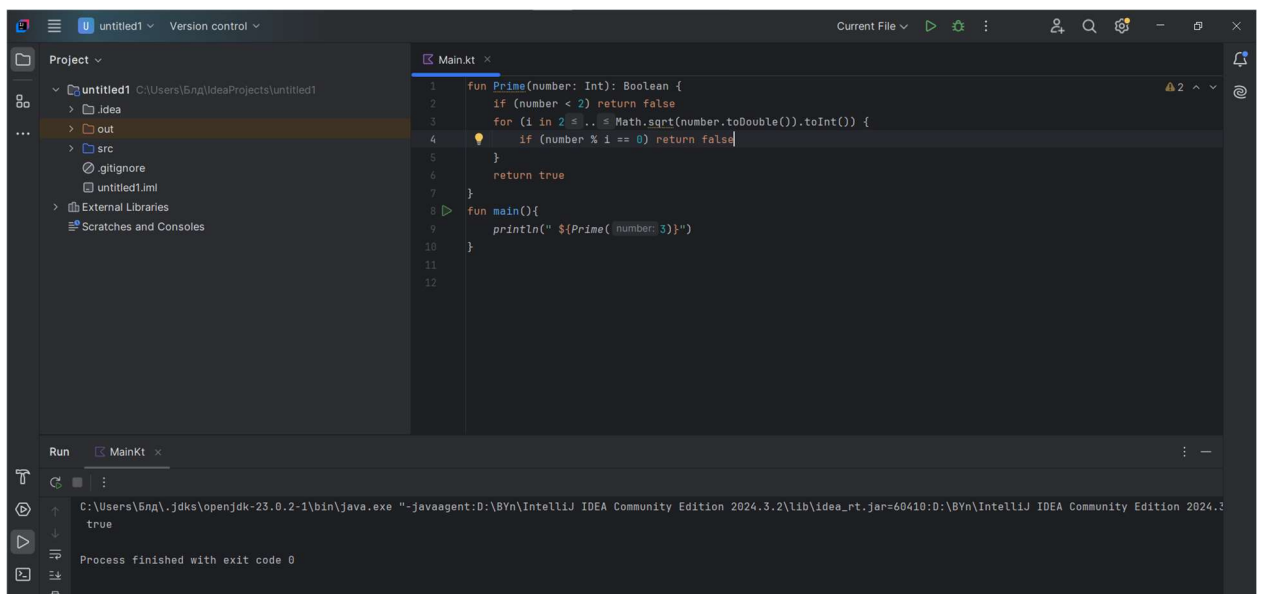 U untitled1 Version control Current File
Project
Main.kt
untitled1 C:\Users\Блд\IdeaProjects\untitled1
.idea
out
src
.gitignore
untitled1.iml
External Libraries
Scratches and Consoles
1 fun Prime(number: Int): Boolean {
2 if (number < 2) return false
3 for (i in 2 ≤ .. ≤ Math.sqrt(number.toDouble()).toInt()) {
4 if (number % i == 0) return false
5 }
6 return true
7 }
8 fun main(){
9 println(" ${Prime( number: 3)}")
10 }
11
12
2
Run MainKt
C:\Users\Блд\.jdks\openjdk-23.0.2-1\bin\java.exe "-javaagent:D:\BYn\IntelliJ IDEA Community Edition 2024.3.2\lib\idea_rt.jar=60410:D:\BYn\IntelliJ IDEA Community Edition 2024.3
true
Process finished with exit code 0